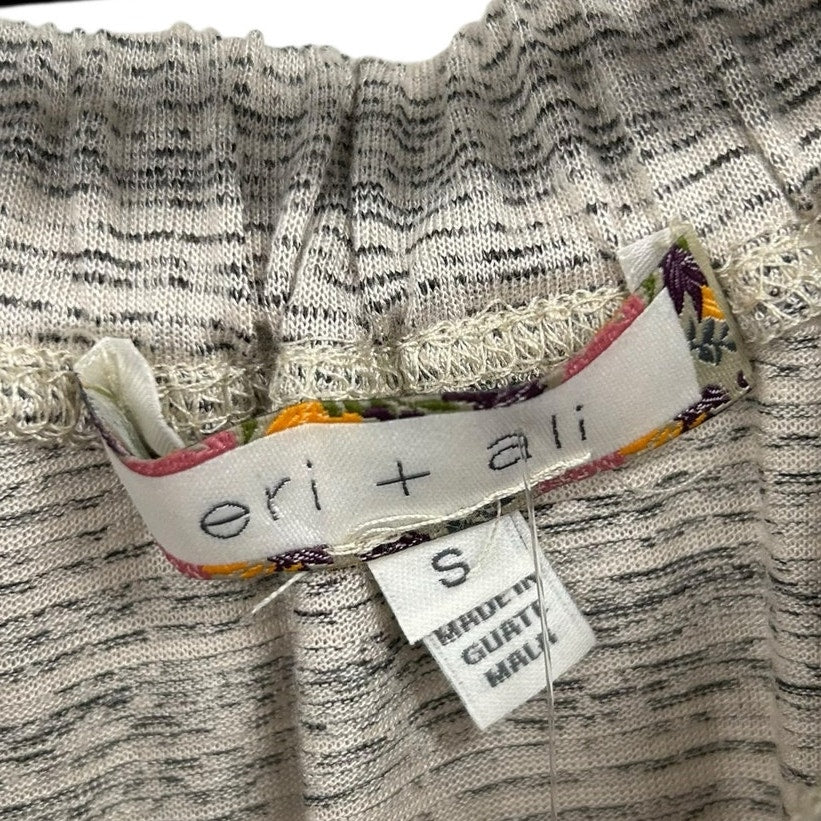 eri + ali
S
MADE IN
GUATE
MALA